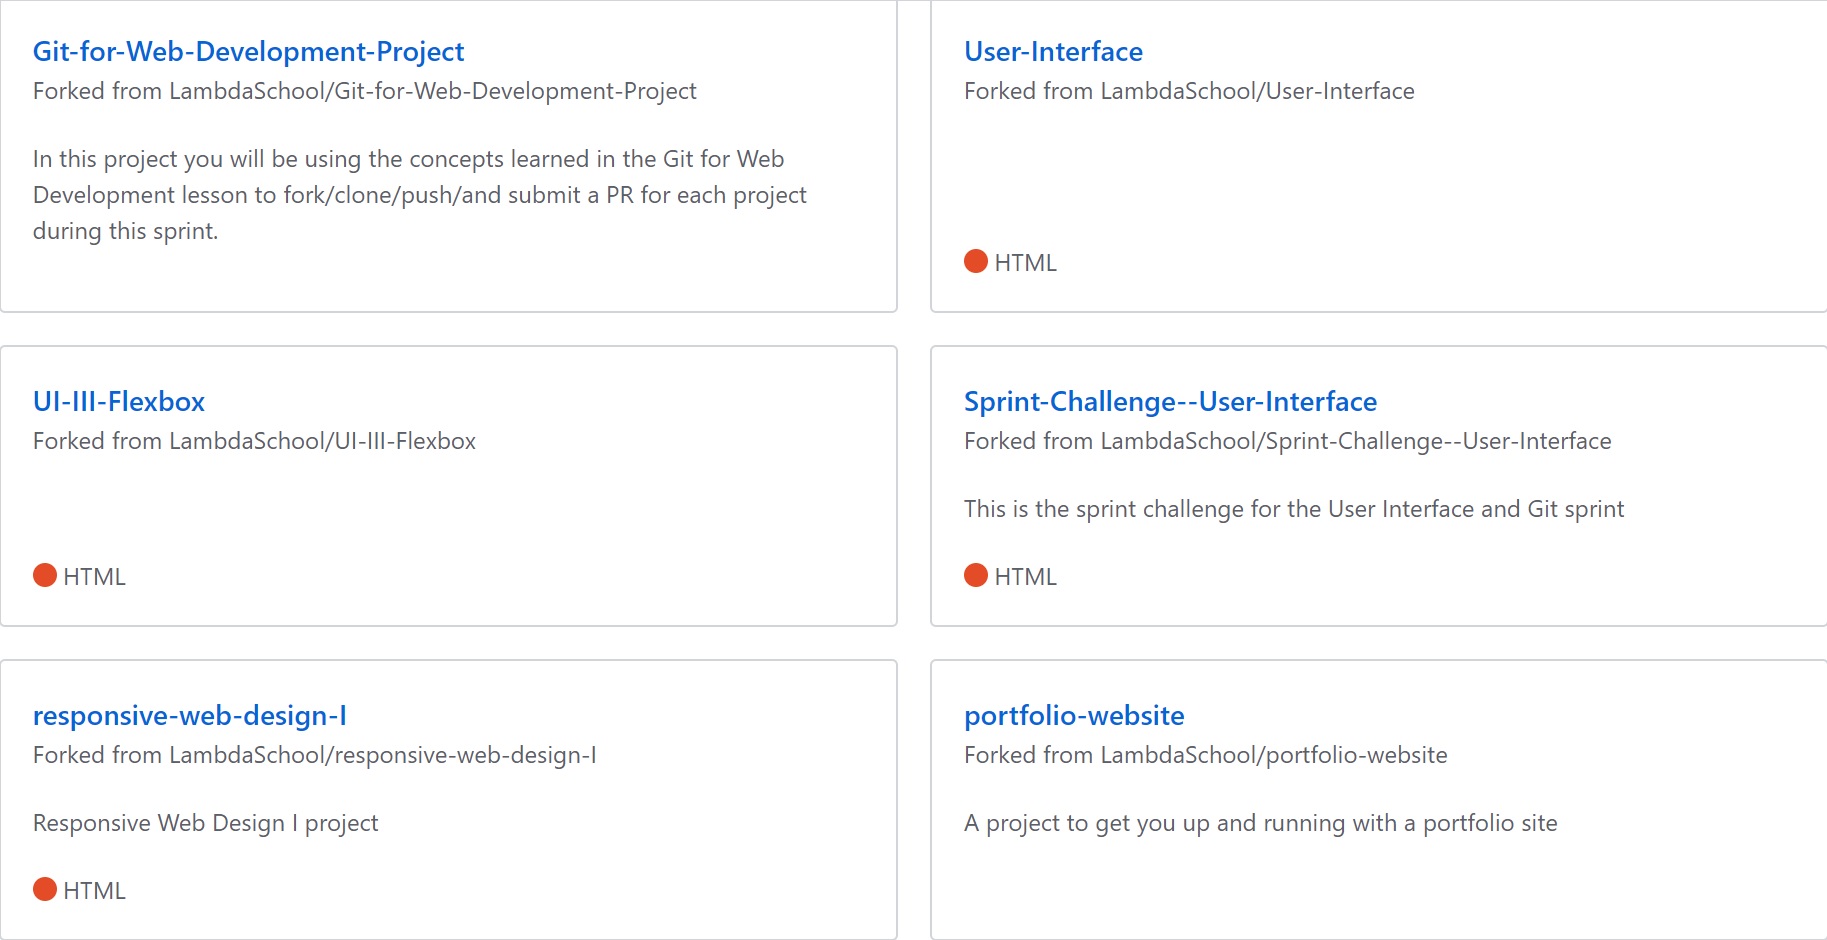 Git-for-Web-Development-Project
Forked from LambdaSchool/Git-for-Web-Development-Project
In this project you will be using the concepts learned in the Git for Web
Development lesson to fork/clone/push/and submit a PR for each project
during this sprint.
User-Interface
Forked from LambdaSchool/User-Interface
HTML
UI-III-Flexbox
Forked from LambdaSchool/UI-III-Flexbox
HTML
Sprint-Challenge--User-Interface
Forked from LambdaSchool/Sprint-Challenge--User-Interface
This is the sprint challenge for the User Interface and Git sprint
HTML
responsive-web-design-I
Forked from LambdaSchool/responsive-web-design-I
Responsive Web Design I project
HTML
portfolio-website
Forked from LambdaSchool/portfolio-website
A project to get you up and running with a portfolio site